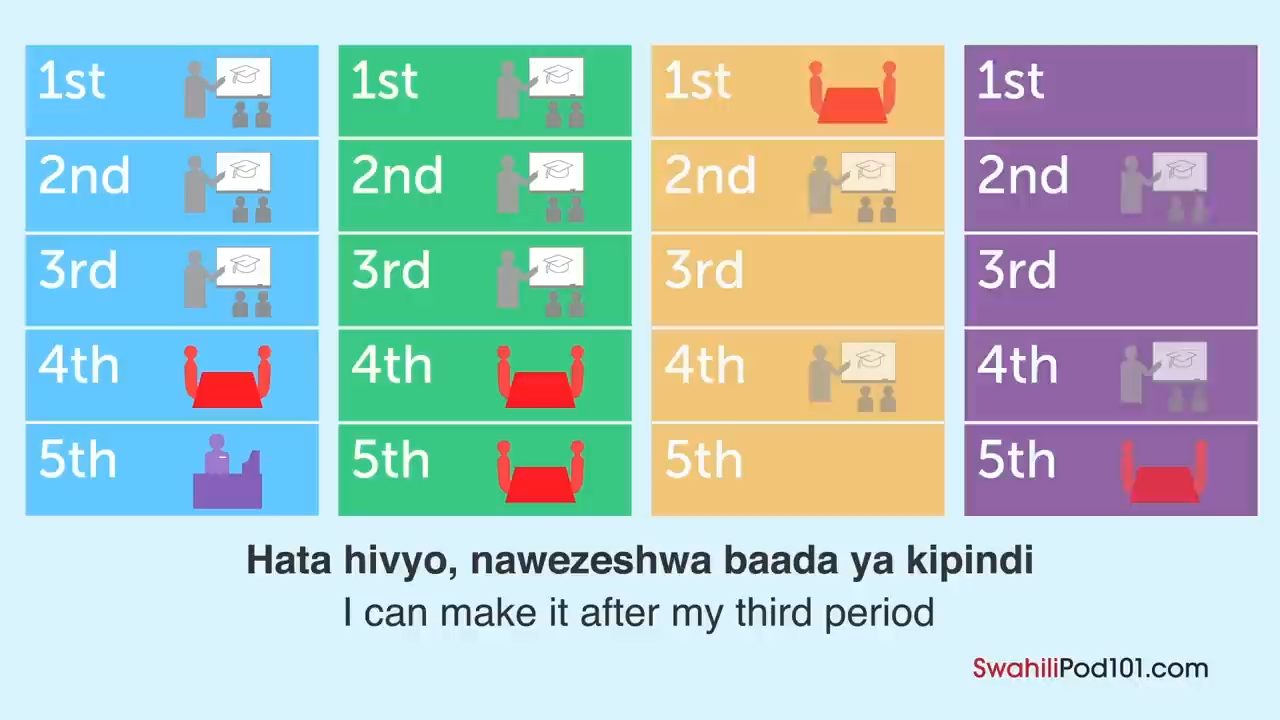 1st
2nd
3rd
4th
5th
1st
2nd
3rd
4th
5th
1st
2nd
3rd
4th
5th
1st
2nd
3rd
4th
5th
Hata hivyo, nawezeshwa baada ya kipindi
I can make it after my third period
SwahiliPod101.com